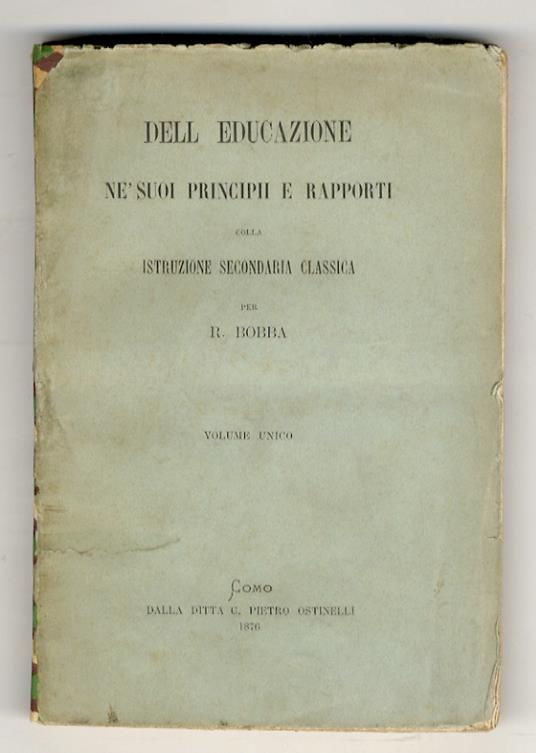 DELL EDUCAZIONE
NE' SUOI PRINCIPII E RAPPORTI
COLLA
ISTRUZIONE SECONDARIA CLASSICA
PER
R. BOBBA
VOLUME UNICO
COMO
DALLA DITTA C. PIETRO OSTINELLI
1876